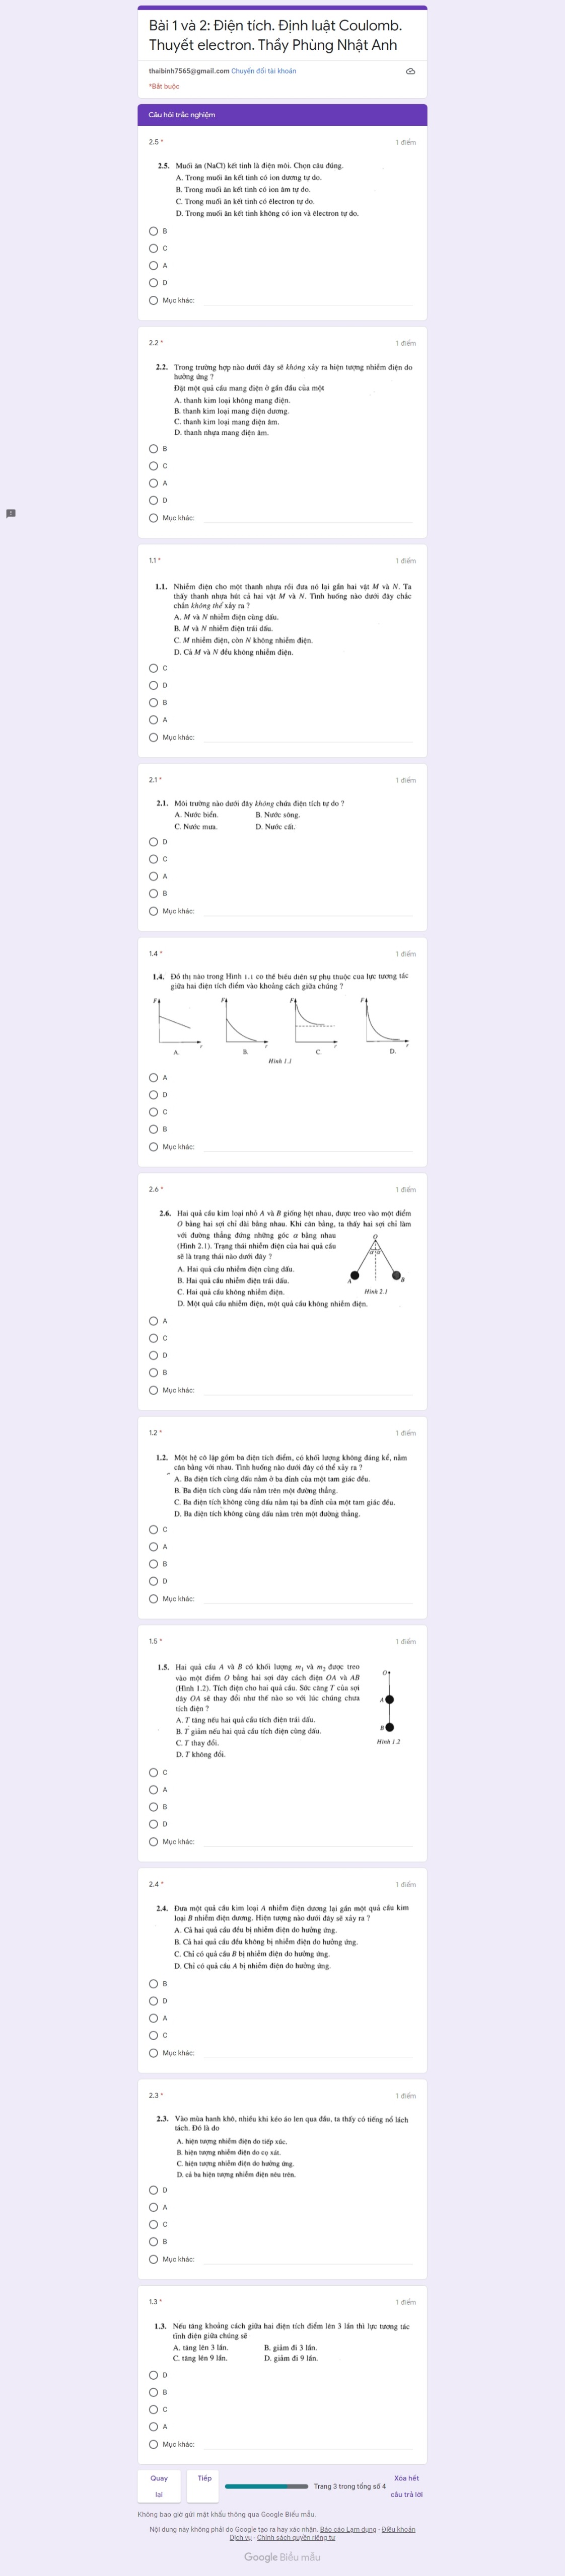 Bài 1 và 2: Điện tích. Định luật Coulomb.
Thuyết electron. Thầy Phùng Nhật Anh
thaibinh7565@gmail.com Chuyển đổi tài khoản
*Bắt buộc
Câu hỏi trắc nghiệm
2.5 *
1 điểm
2.5. Muối ăn (NaCl) kết tinh là điện môi. Chọn câu đúng.
A. Trong muối ăn kết tinh có ion dương tự do.
B. Trong muối ăn kết tinh có ion âm tự do.
C. Trong muối ăn kết tinh có êlectron tự do.
D. Trong muối ăn kết tinh không có ion và êlectron tự do.
B
C
A
D
Mục khác:
2.2 *
1 điểm
2.2. Trong trường hợp nào dưới đây sẽ không xảy ra hiện tượng nhiễm điện do
hưởng ứng ?
Đặt một quả cầu mang điện ở gần đầu của một
A. thanh kim loại không mang điện.
B. thanh kim loại mang điện dương.
C. thanh kim loại mang điện âm.
D. thanh nhựa mang điện âm.
B
C
A
D
Mục khác:
1.1 *
1 điểm
1.1. Nhiễm điện cho một thanh nhựa rồi đưa nó lại gần hai vật M và N. Ta
thấy thanh nhựa hút cả hai vật M và N. Tình huống nào dưới đây chắc
chắn không thể xảy ra ?
A. M và N nhiễm điện cùng dấu.
B. M và N nhiễm điện trái dấu.
C. M nhiễm điện, còn N không nhiễm điện.
D. Cả M và N đều không nhiễm điện.
C
D
B
A
Mục khác:
2.1 *
1 điểm
2.1. Môi trường nào dưới đây không chứa điện tích tự do ?
A. Nước biển. B. Nước sông.
C. Nước mưa. D. Nước cất.
D
C
A
B
Mục khác:
1.4 *
1 điểm
1.4. Đồ thị nào trong Hình 1.1 có thể biểu diễn sự phụ thuộc của lực tương tác
giữa hai điện tích điểm vào khoảng cách giữa chúng ?
F F F F
r r r r
A. B. C. D.
Hình 1.1
A
D
C
B
Mục khác:
2.6 *
1 điểm
2.6. Hai quả cầu kim loại nhỏ A và B giống hệt nhau, được treo vào một điểm
O bằng hai sợi chỉ dài bằng nhau. Khi cân bằng, ta thấy hai sợi chỉ làm
với đường thẳng đứng những góc α bằng nhau
(Hình 2.1). Trạng thái nhiễm điện của hai quả cầu
sẽ là trạng thái nào dưới đây ?
A. Hai quả cầu nhiễm điện cùng dấu.
B. Hai quả cầu nhiễm điện trái dấu.
C. Hai quả cầu không nhiễm điện.
D. Một quả cầu nhiễm điện, một quả cầu không nhiễm điện.
O
α α
A B
Hình 2.1
A
C
D
B
Mục khác:
1.2 *
1 điểm
1.2. Một hệ cô lập gồm ba điện tích điểm, có khối lượng không đáng kể, nằm
cân bằng với nhau. Tình huống nào dưới đây có thể xảy ra ?
A. Ba điện tích cùng dấu nằm ở ba đỉnh của một tam giác đều.
B. Ba điện tích cùng dấu nằm trên một đường thẳng.
C. Ba điện tích không cùng dấu nằm tại ba đỉnh của một tam giác đều.
D. Ba điện tích không cùng dấu nằm trên một đường thẳng.
C
A
B
D
Mục khác:
1.5 *
1 điểm
1.5. Hai quả cầu A và B có khối lượng m₁ và m₂ được treo
vào một điểm O bằng hai sợi dây cách điện OA và AB
(Hình 1.2). Tích điện cho hai quả cầu. Sức căng T của sợi
dây OA sẽ thay đổi như thế nào so với lúc chúng chưa
tích điện ?
A. T tăng nếu hai quả cầu tích điện trái dấu.
B. T giảm nếu hai quả cầu tích điện cùng dấu.
C. T thay đổi.
D. T không đổi.
O
A
B
Hình 1.2
C
A
B
D
Mục khác:
2.4 *
1 điểm
2.4. Đưa một quả cầu kim loại A nhiễm điện dương lại gần một quả cầu kim
loại B nhiễm điện dương. Hiện tượng nào dưới đây sẽ xảy ra ?
A. Cả hai quả cầu đều bị nhiễm điện do hưởng ứng.
B. Cả hai quả cầu đều không bị nhiễm điện do hưởng ứng.
C. Chỉ có quả cầu B bị nhiễm điện do hưởng ứng.
D. Chỉ có quả cầu A bị nhiễm điện do hưởng ứng.
B
D
A
C
Mục khác:
2.3 *
1 điểm
2.3. Vào mùa hanh khô, nhiều khi kéo áo len qua đầu, ta thấy có tiếng nổ lách
tách. Đó là do
A. hiện tượng nhiễm điện do tiếp xúc.
B. hiện tượng nhiễm điện do cọ xát.
C. hiện tượng nhiễm điện do hưởng ứng.
D. cả ba hiện tượng nhiễm điện nêu trên.
D
A
C
B
Mục khác:
1.3 *
1 điểm
1.3. Nếu tăng khoảng cách giữa hai điện tích điểm lên 3 lần thì lực tương tác
tĩnh điện giữa chúng sẽ
A. tăng lên 3 lần. B. giảm đi 3 lần.
C. tăng lên 9 lần. D. giảm đi 9 lần.
D
B
C
A
Mục khác:
Quay
lại
Tiếp
Trang 3 trong tổng số 4
Xóa hết
câu trả lời
Không bao giờ gửi mật khẩu thông qua Google Biểu mẫu.
Nội dung này không phải do Google tạo ra hay xác nhận. Báo cáo Lạm dụng - Điều khoản
Dịch vụ - Chính sách quyền riêng tư
Google Biểu mẫu